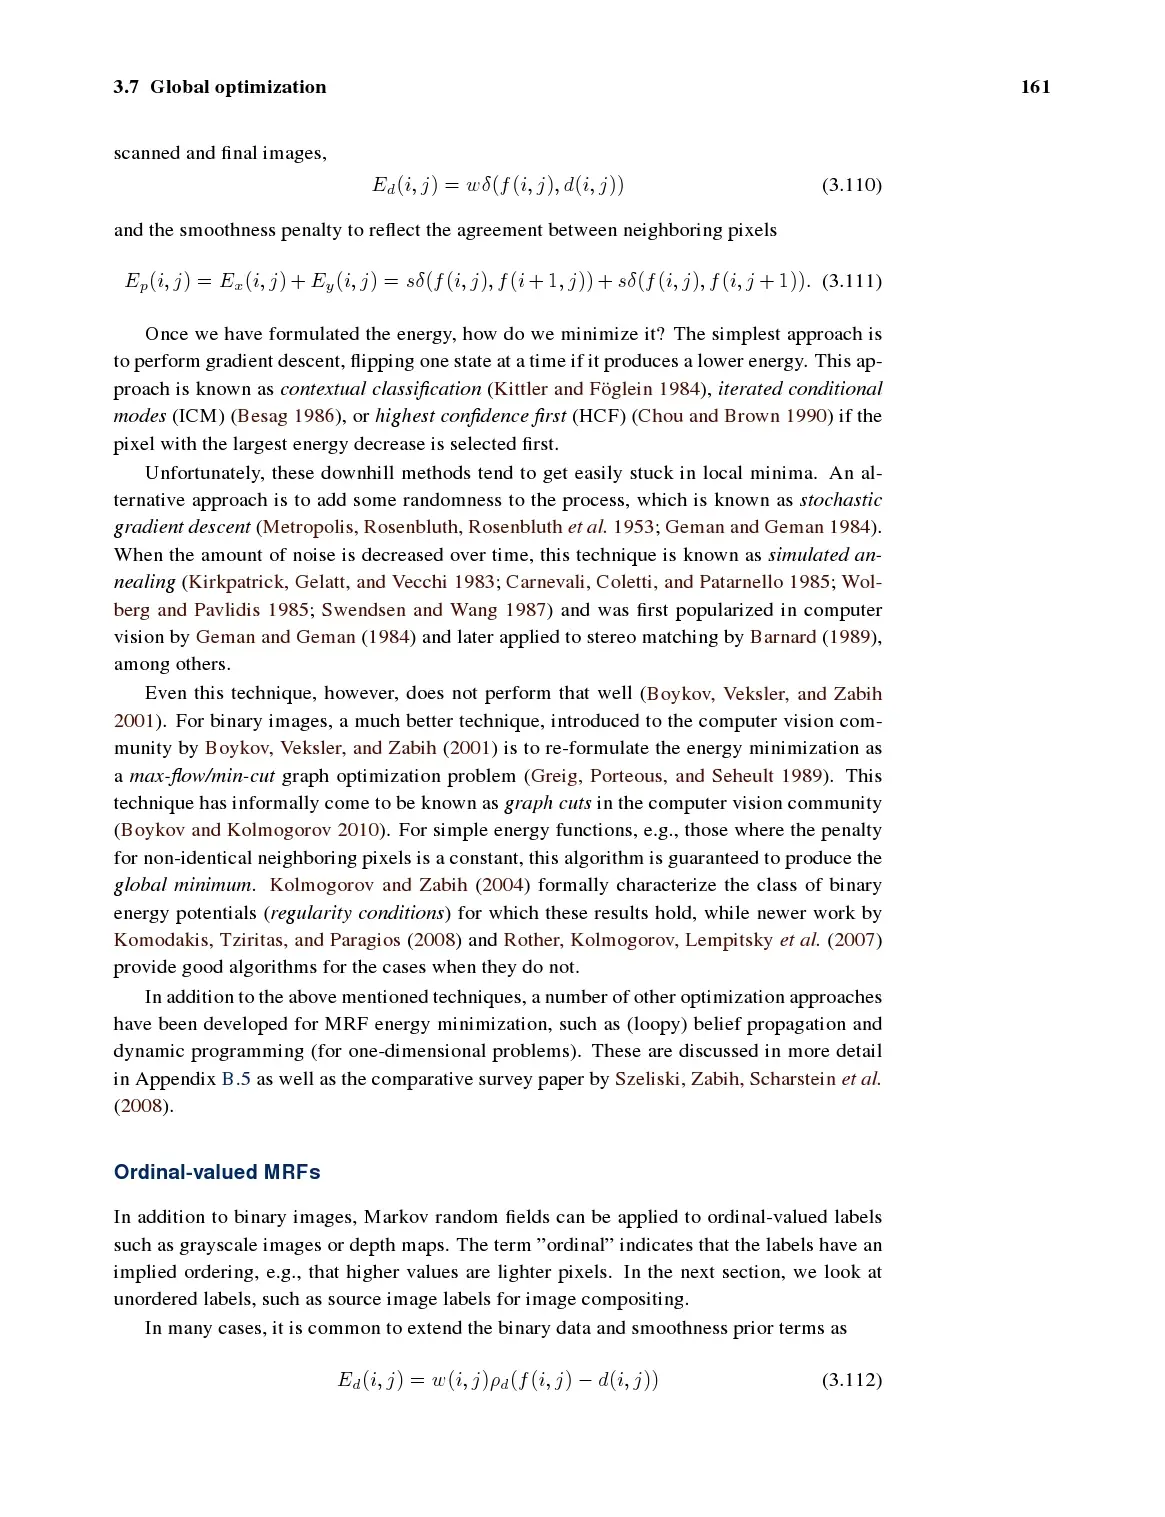 3.7 Global optimization 161
scanned and final images,
E_d(i, j) = wδ(f(i, j), d(i, j)) (3.110)
and the smoothness penalty to reflect the agreement between neighboring pixels
E_p(i, j) = E_x(i, j) + E_y(i, j) = sδ(f(i, j), f(i + 1, j)) + sδ(f(i, j), f(i, j + 1)). (3.111)
Once we have formulated the energy, how do we minimize it? The simplest approach is
to perform gradient descent, flipping one state at a time if it produces a lower energy. This ap-
proach is known as contextual classification (Kittler and Föglein 1984), iterated conditional
modes (ICM) (Besag 1986), or highest confidence first (HCF) (Chou and Brown 1990) if the
pixel with the largest energy decrease is selected first.
Unfortunately, these downhill methods tend to get easily stuck in local minima. An al-
ternative approach is to add some randomness to the process, which is known as stochastic
gradient descent (Metropolis, Rosenbluth, Rosenbluth et al. 1953; Geman and Geman 1984).
When the amount of noise is decreased over time, this technique is known as simulated an-
nealing (Kirkpatrick, Gelatt, and Vecchi 1983; Carnevali, Coletti, and Patarnello 1985; Wol-
berg and Pavlidis 1985; Swendsen and Wang 1987) and was first popularized in computer
vision by Geman and Geman (1984) and later applied to stereo matching by Barnard (1989),
among others.
Even this technique, however, does not perform that well (Boykov, Veksler, and Zabih
2001). For binary images, a much better technique, introduced to the computer vision com-
munity by Boykov, Veksler, and Zabih (2001) is to re-formulate the energy minimization as
a max-flow/min-cut graph optimization problem (Greig, Porteous, and Seheult 1989). This
technique has informally come to be known as graph cuts in the computer vision community
(Boykov and Kolmogorov 2010). For simple energy functions, e.g., those where the penalty
for non-identical neighboring pixels is a constant, this algorithm is guaranteed to produce the
global minimum. Kolmogorov and Zabih (2004) formally characterize the class of binary
energy potentials (regularity conditions) for which these results hold, while newer work by
Komodakis, Tziritas, and Paragios (2008) and Rother, Kolmogorov, Lempitsky et al. (2007)
provide good algorithms for the cases when they do not.
In addition to the above mentioned techniques, a number of other optimization approaches
have been developed for MRF energy minimization, such as (loopy) belief propagation and
dynamic programming (for one-dimensional problems). These are discussed in more detail
in Appendix B.5 as well as the comparative survey paper by Szeliski, Zabih, Scharstein et al.
(2008).
Ordinal-valued MRFs
In addition to binary images, Markov random fields can be applied to ordinal-valued labels
such as grayscale images or depth maps. The term ”ordinal” indicates that the labels have an
implied ordering, e.g., that higher values are lighter pixels. In the next section, we look at
unordered labels, such as source image labels for image compositing.
In many cases, it is common to extend the binary data and smoothness prior terms as
E_d(i, j) = w(i, j)ρ_d(f(i, j) − d(i, j)) (3.112)